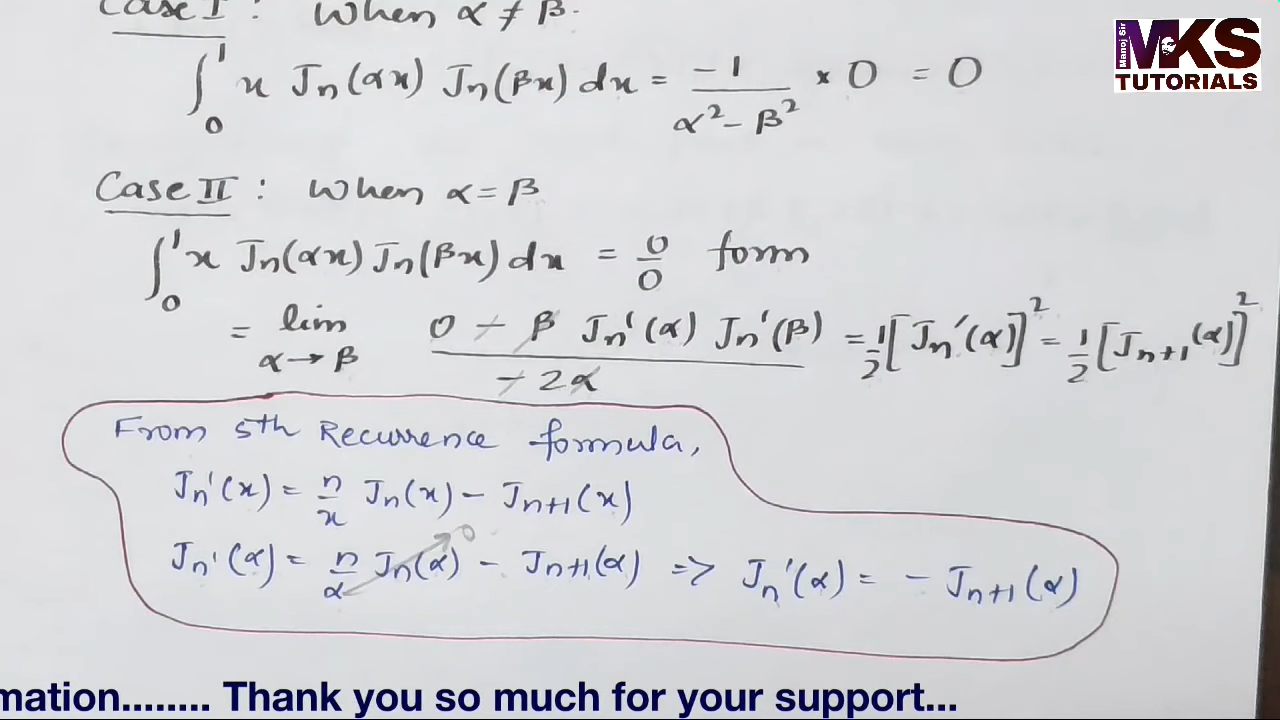 Case I : When α ≠ β.
∫₀¹ x Jn(αx) Jn(βx) dx = -1/(α² - β²) × 0 = 0
Manoj Sir
MKS
TUTORIALS
Case II : When α = β
∫₀¹ x Jn(αx) Jn(βx) dx = 0/0 form
= lim α→β (0 - β Jn'(α) Jn'(β))/(-2α) = 1/2 [Jn'(α)]² = 1/2 [Jn+1(α)]²
From 5th Recurrence formula,
Jn'(x) = n/x Jn(x) - Jn+1(x)
Jn'(α) = n/α Jn(α) 0 - Jn+1(α) => Jn'(α) = - Jn+1(α)
mation........ Thank you so much for your support...